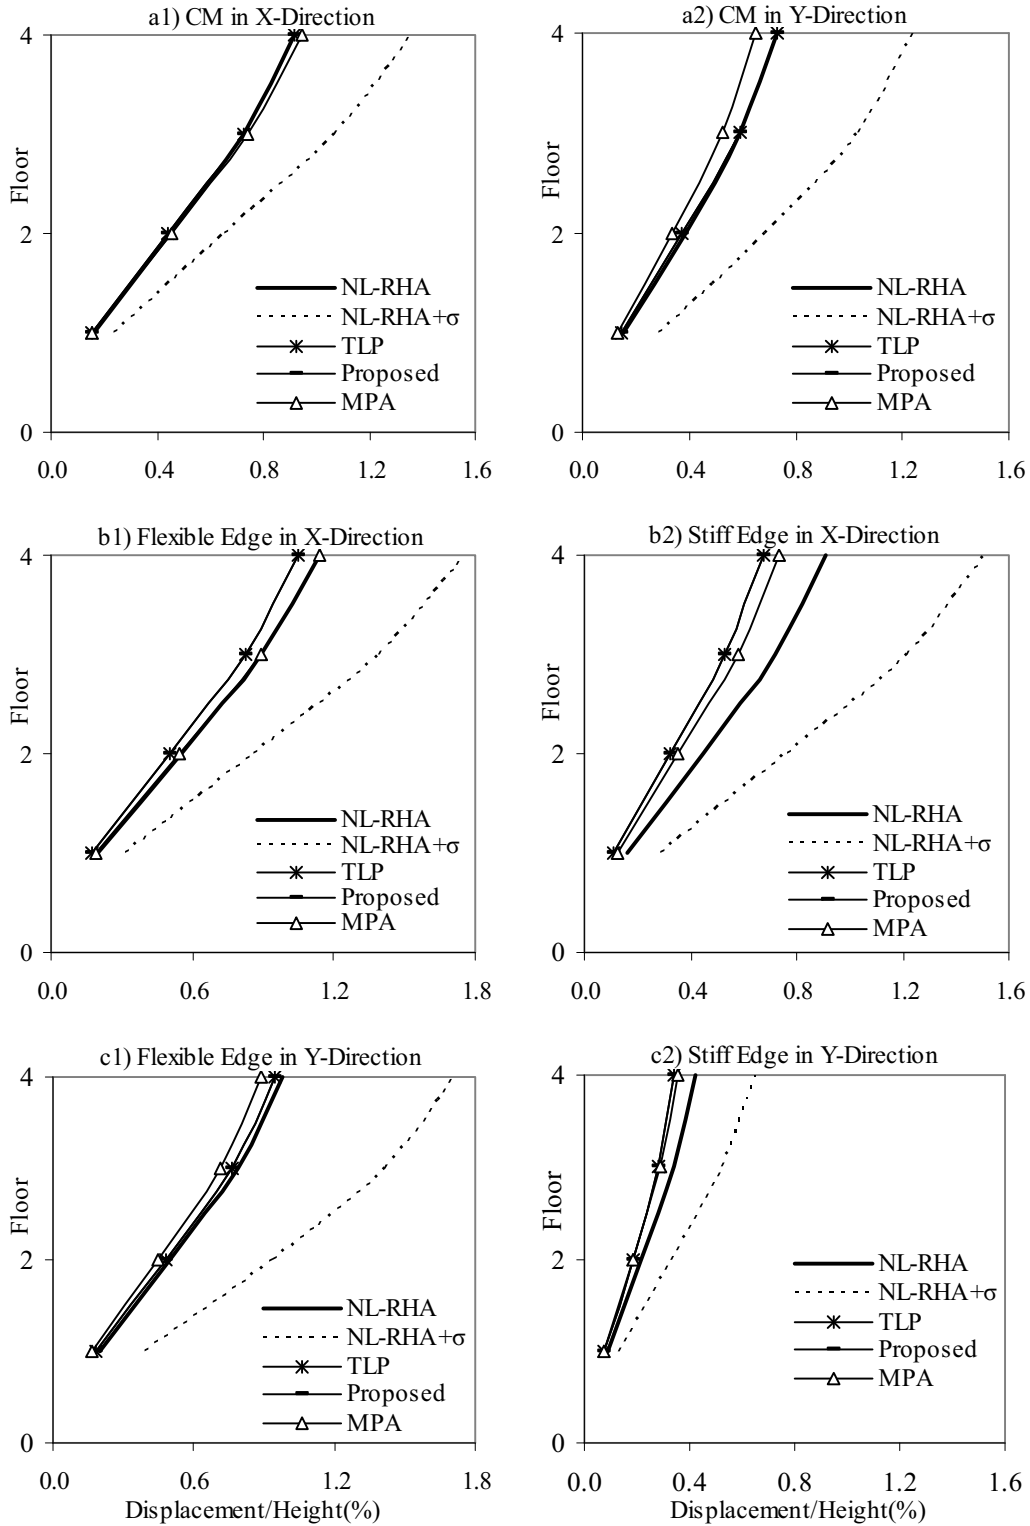 a1) CM in X-Direction
4
2
0
Floor
0.0 0.4 0.8 1.2 1.6
NL-RHA
NL-RHA+σ
TLP
Proposed
MPA
a2) CM in Y-Direction
4
2
0
Floor
0.0 0.4 0.8 1.2 1.6
NL-RHA
NL-RHA+σ
TLP
Proposed
MPA
b1) Flexible Edge in X-Direction
4
2
0
Floor
0.0 0.6 1.2 1.8
NL-RHA
NL-RHA+σ
TLP
Proposed
MPA
b2) Stiff Edge in X-Direction
4
2
0
Floor
0.0 0.4 0.8 1.2 1.6
NL-RHA
NL-RHA+σ
TLP
Proposed
MPA
c1) Flexible Edge in Y-Direction
4
2
0
Floor
0.0 0.6 1.2 1.8
Displacement/Height(%)
NL-RHA
NL-RHA+σ
TLP
Proposed
MPA
c2) Stiff Edge in Y-Direction
4
2
0
Floor
0.0 0.4 0.8 1.2 1.6
Displacement/Height(%)
NL-RHA
NL-RHA+σ
TLP
Proposed
MPA